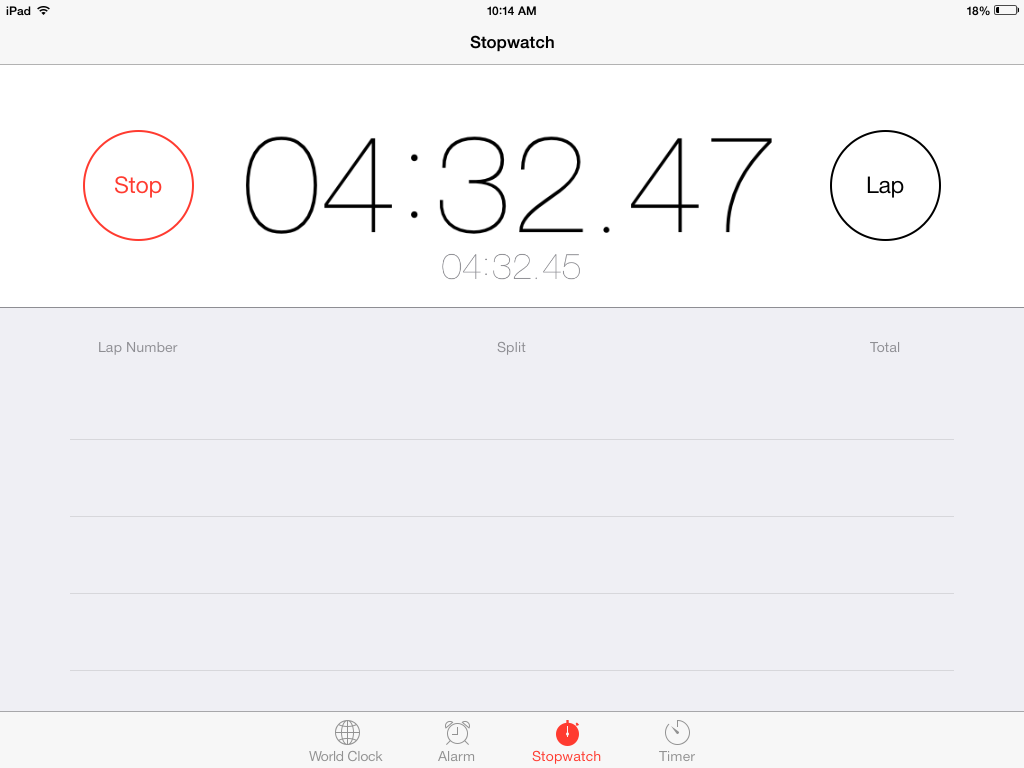 iPad 10:14 AM 18%
Stopwatch
Stop 04:32.47 Lap
04:32.45
Lap Number Split Total
World Clock Alarm Stopwatch Timer